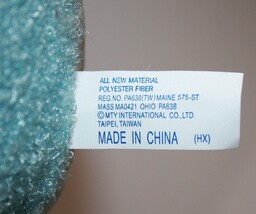 ALL NEW MATERIAL
POLYESTER FIBER
REG.NO. PA638(TW)MAINE 575-ST
MASS MA0421 OHIO PA638
©MTY INTERNATIONAL CO.,LTD.
TAIPEI, TAIWAN
MADE IN CHINA (HX)